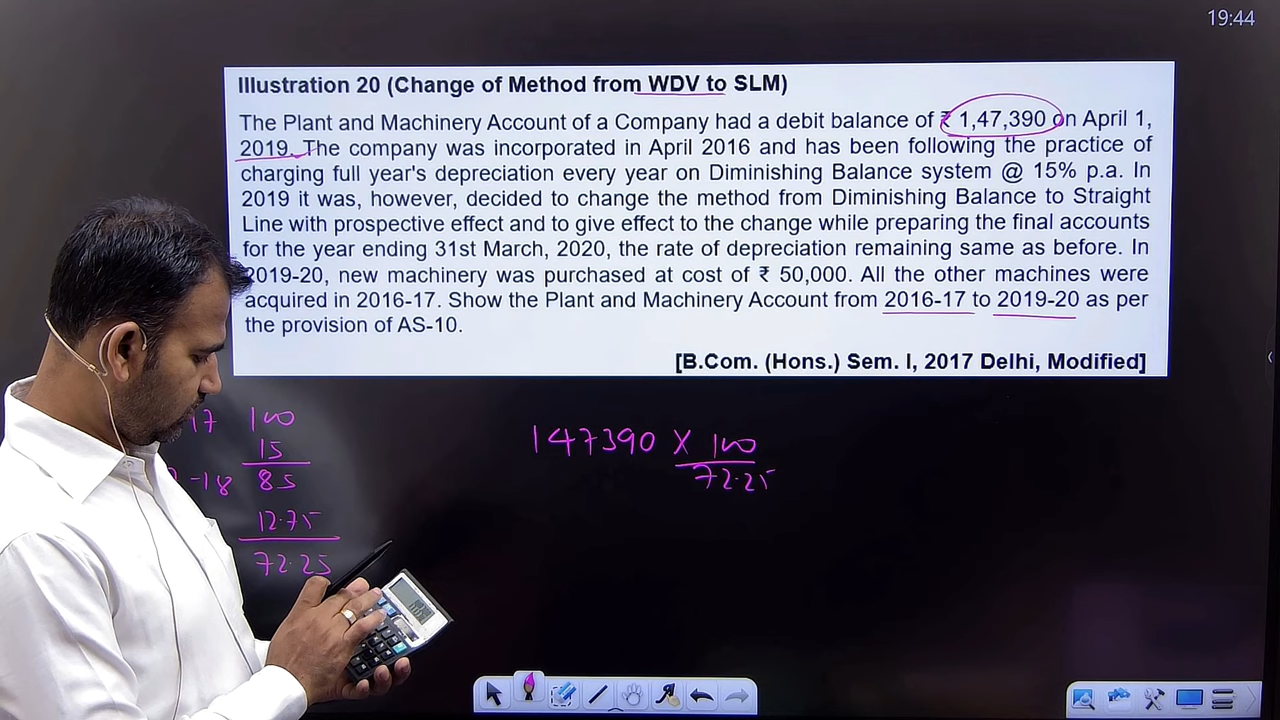 19:44
Illustration 20 (Change of Method from WDV to SLM)
The Plant and Machinery Account of a Company had a debit balance of ₹ 1,47,390 on April 1,
2019. The company was incorporated in April 2016 and has been following the practice of
charging full year's depreciation every year on Diminishing Balance system @ 15% p.a. In
2019 it was, however, decided to change the method from Diminishing Balance to Straight
Line with prospective effect and to give effect to the change while preparing the final accounts
for the year ending 31st March, 2020, the rate of depreciation remaining same as before. In
2019-20, new machinery was purchased at cost of ₹ 50,000. All the other machines were
acquired in 2016-17. Show the Plant and Machinery Account from 2016-17 to 2019-20 as per
the provision of AS-10.
[B.Com. (Hons.) Sem. I, 2017 Delhi, Modified]
17 100
15
-18 85
12.75
72.25
147390 X 100
72.25